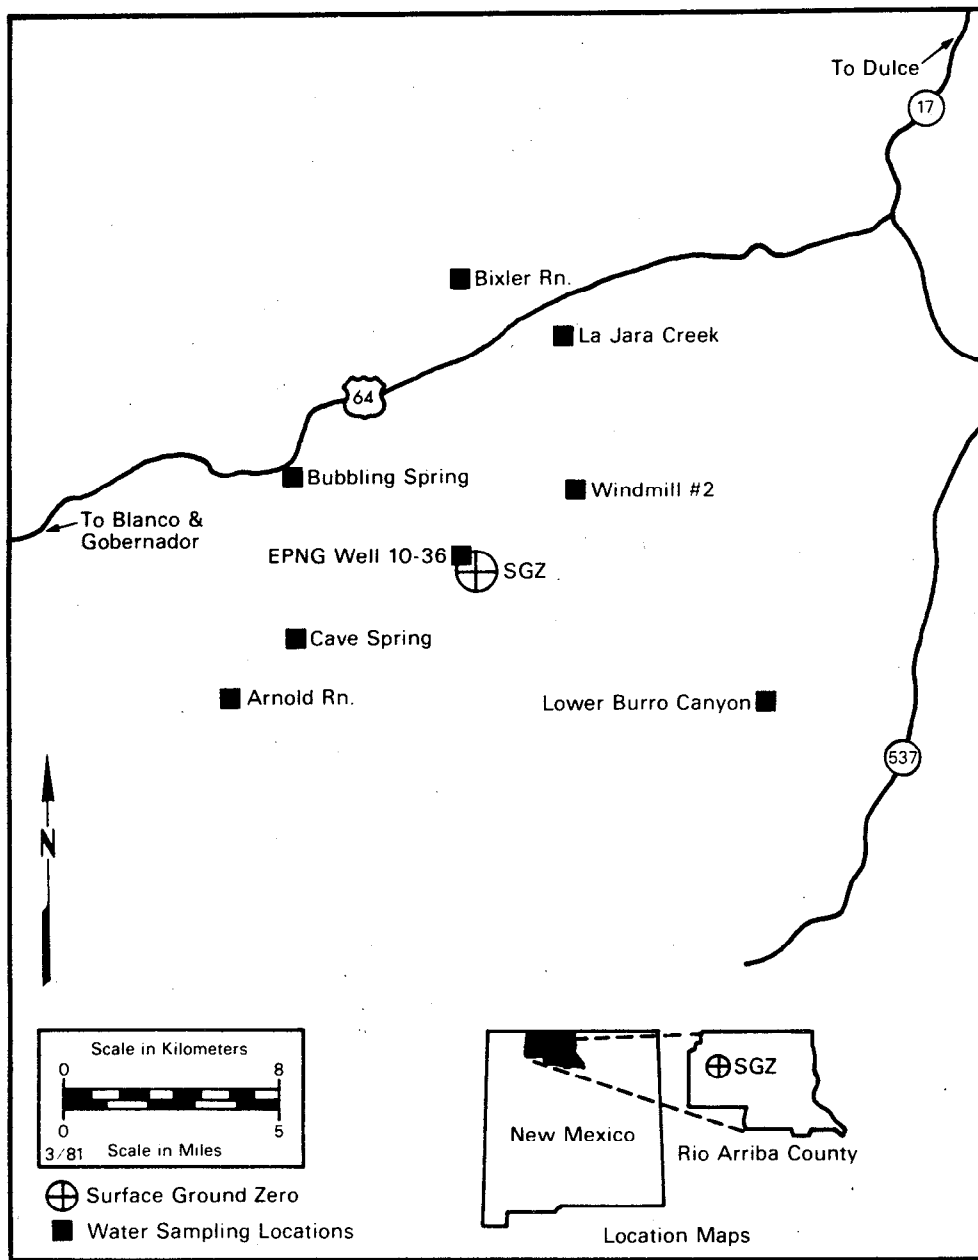 To Dulce
17
Bixler Rn.
La Jara Creek
64
Bubbling Spring
Windmill #2
To Blanco &
Gobernador
EPNG Well 10-36
SGZ
Cave Spring
Arnold Rn.
Lower Burro Canyon
537
N
Scale in Kilometers
0 8
0 5
3/81 Scale in Miles
Surface Ground Zero
Water Sampling Locations
New Mexico
SGZ
Rio Arriba County
Location Maps